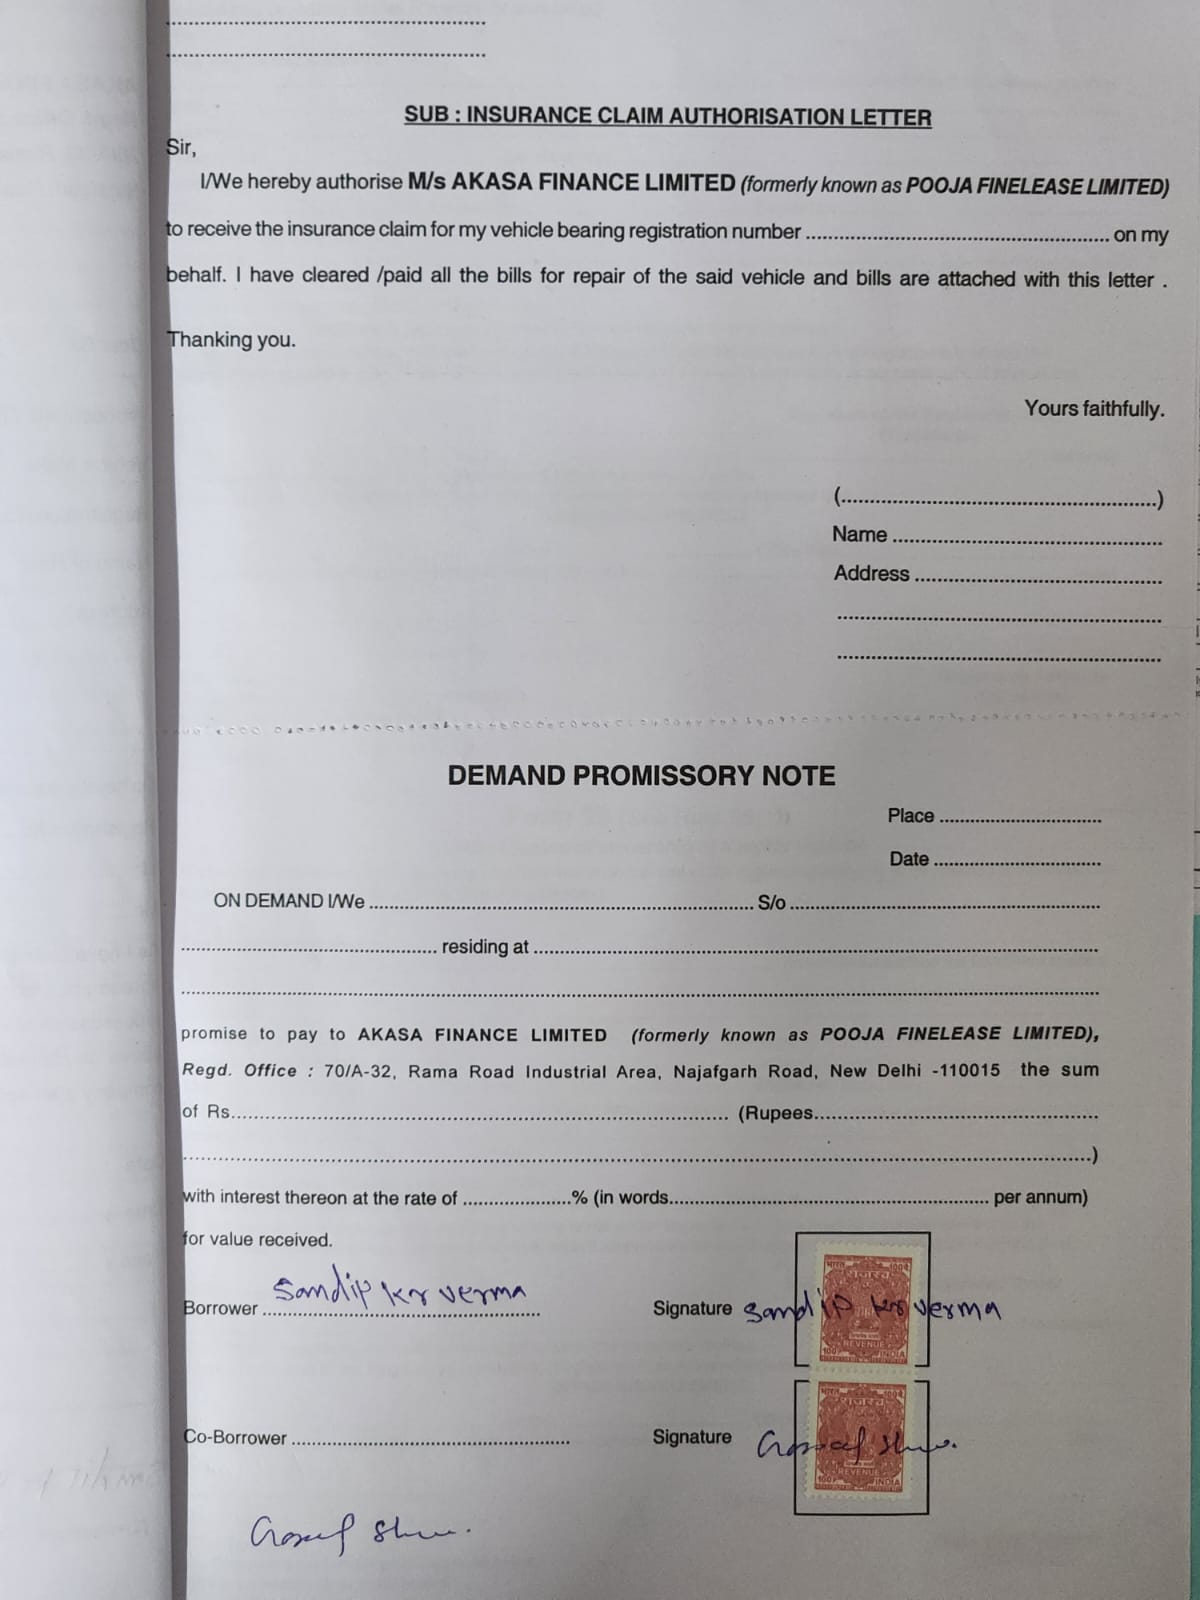 SUB : INSURANCE CLAIM AUTHORISATION LETTER
Sir,
I/We hereby authorise M/s AKASA FINANCE LIMITED (formerly known as POOJA FINELEASE LIMITED)
to receive the insurance claim for my vehicle bearing registration number ........................................................ on my
behalf. I have cleared /paid all the bills for repair of the said vehicle and bills are attached with this letter .
Thanking you.
Yours faithfully.
(..........................................................)
Name ..................................................
Address ..............................................
DEMAND PROMISSORY NOTE
Place ..............................
Date ...............................
ON DEMAND I/We ...................................................................... S/o .........................................................
............................................... residing at ........................................................................................................
promise to pay to AKASA FINANCE LIMITED (formerly known as POOJA FINELEASE LIMITED),
Regd. Office : 70/A-32, Rama Road Industrial Area, Najafgarh Road, New Delhi -110015 the sum
of Rs........................................................................................... (Rupees....................................................
.......................................................................................................................................................................)
with interest thereon at the rate of ....................% (in words.......................................................... per annum)
for value received.
Borrower Sandip kr verma Signature Sandip kr verma
भारत
REVENUE
INDIA
Co-Borrower ................................................... Signature
भारत
REVENUE
INDIA